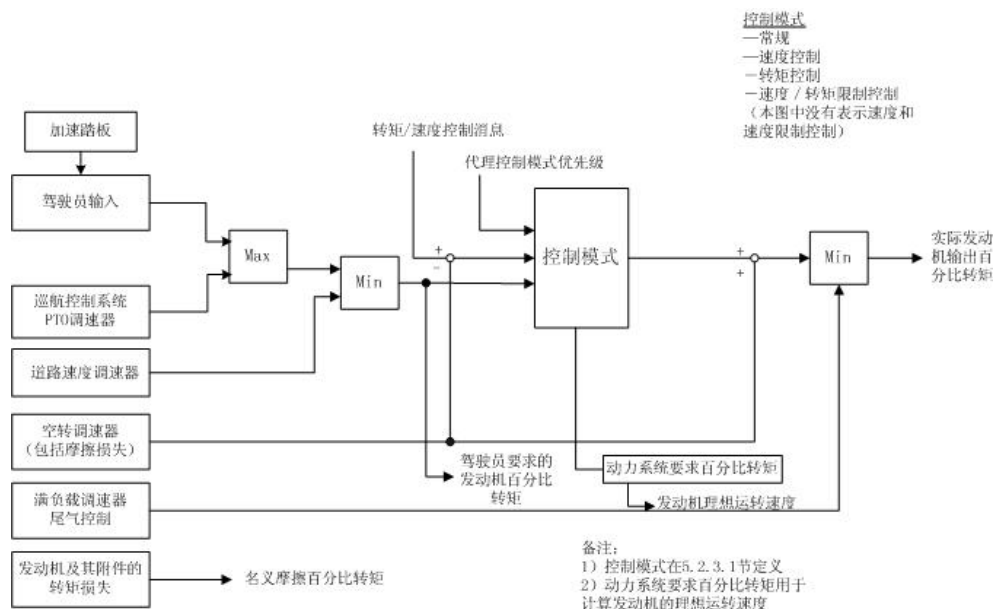 控制模式
—常规
—速度控制
—转矩控制
—速度/转矩限制控制
(本图中没有表示速度和
速度限制控制)
加速踏板
转矩/速度控制消息
代理控制模式优先级
驾驶员输入
Max
控制模式
Min
Min
实际发动
机输出百
分比转矩
+
-
+
+
巡航控制系统
PTO调速器
道路速度调速器
空转调速器
(包括摩擦损失)
驾驶员要求的
发动机百分比
转矩
动力系统要求百分比转矩
发动机理想运转速度
满负载调速器
尾气控制
发动机及其附件的
转矩损失
名义摩擦百分比转矩
备注:
1) 控制模式在5.2.3.1节定义
2) 动力系统要求百分比转矩用于
计算发动机的理想运转速度